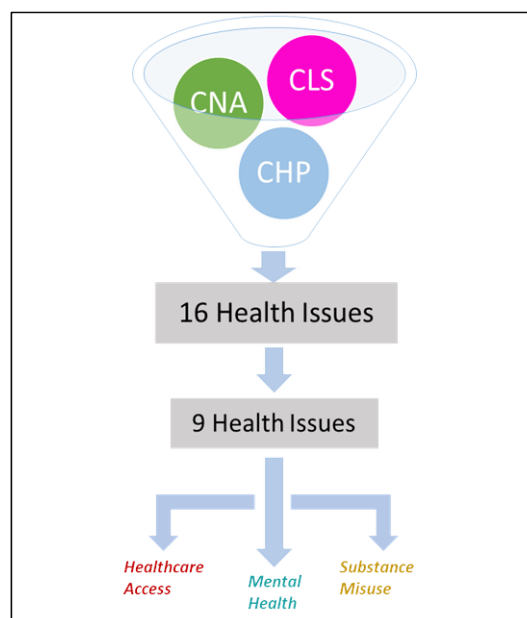 CLS
CNA
CHP
16 Health Issues
9 Health Issues
Healthcare
Access
Mental
Health
Substance
Misuse